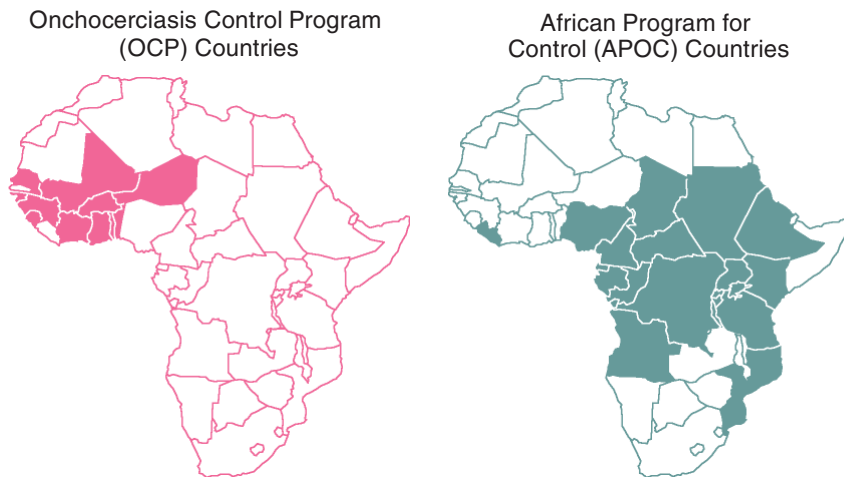 Onchocerciasis Control Program
(OCP) Countries
African Program for
Control (APOC) Countries